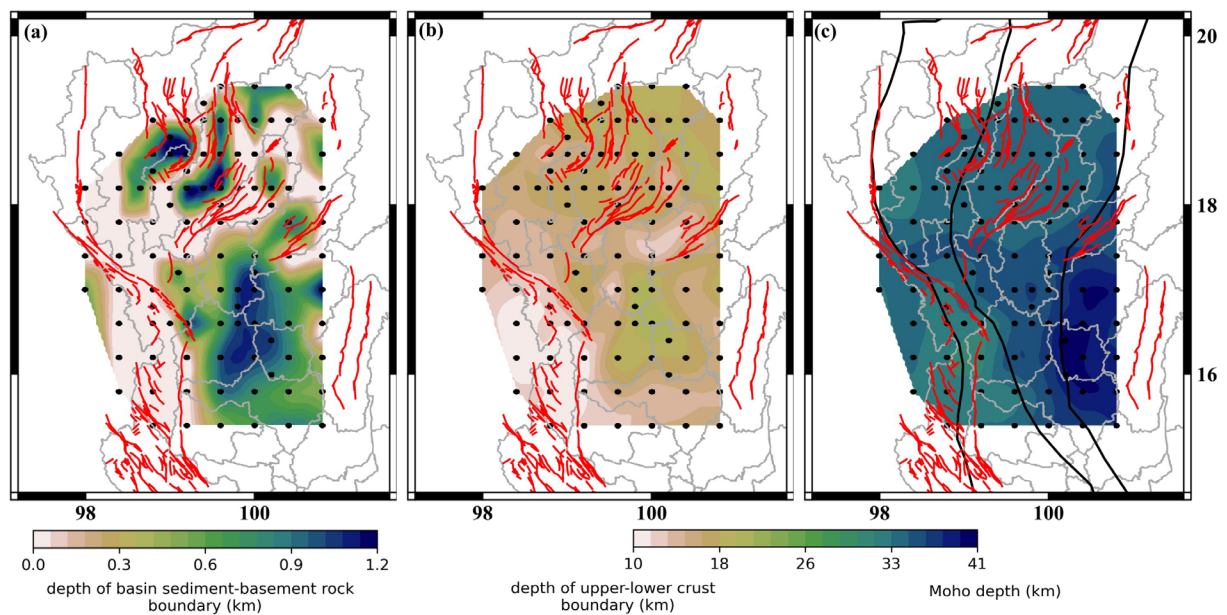 (a)
(b)
(c)
20
18
16
98
100
98
100
98
100
0.0
0.3
0.6
0.9
1.2
depth of basin sediment-basement rock
boundary (km)
10
18
26
33
41
depth of upper-lower crust
boundary (km)
Moho depth (km)